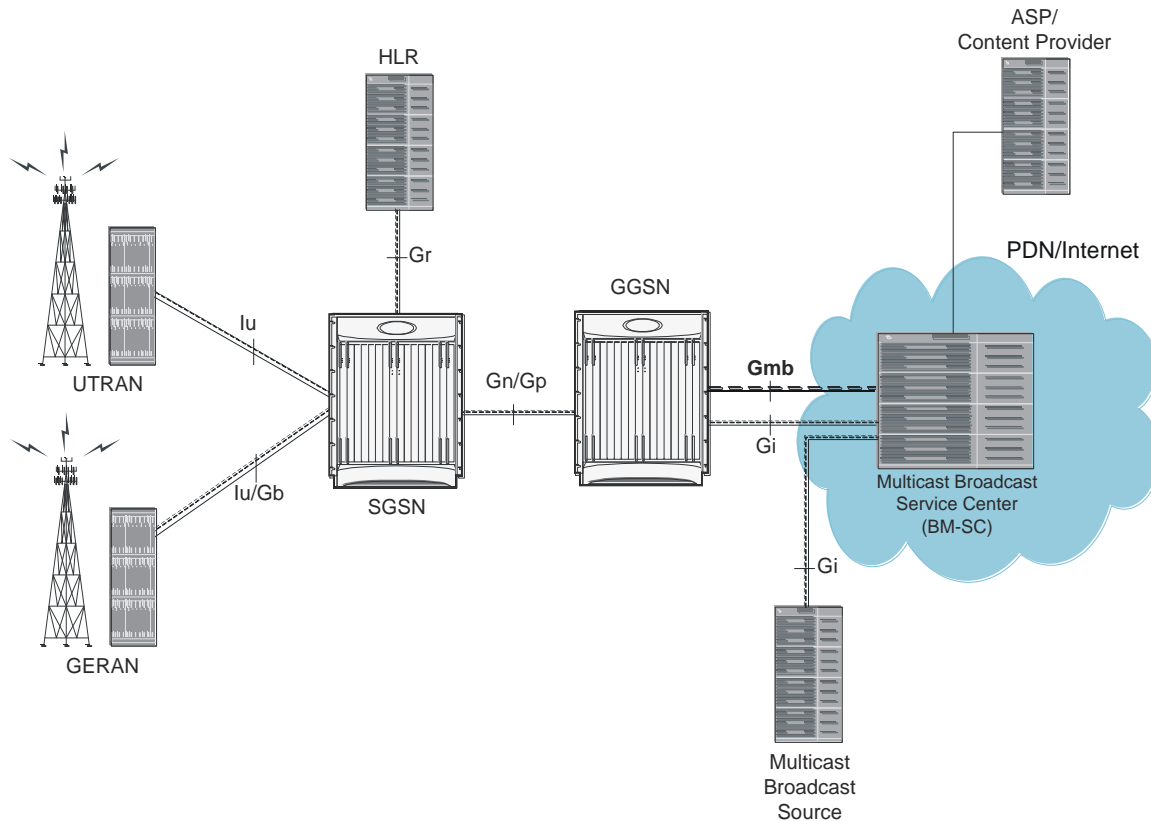 ASP/
Content Provider
HLR
Gr
PDN/Internet
GGSN
Iu
UTRAN
Gn/Gp
Gmb
Gi
Iu/Gb
SGSN
Multicast Broadcast
Service Center
(BM-SC)
Gi
GERAN
Multicast
Broadcast
Source